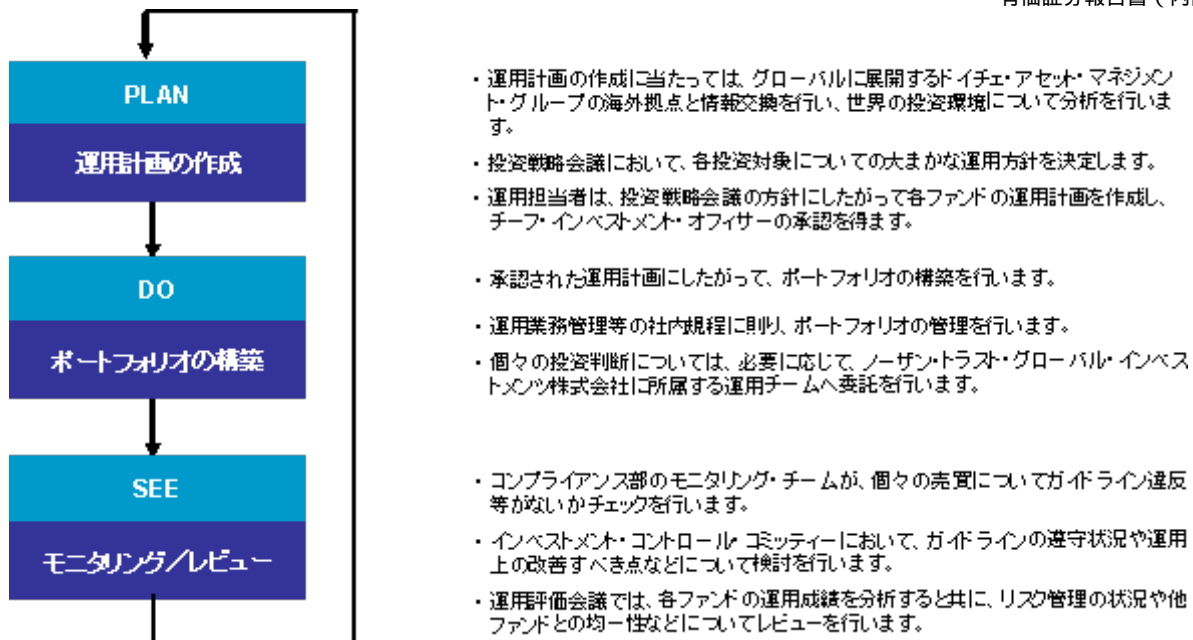 PLAN
運用計画の作成
・運用計画の作成に当たっては、グローバルに展開するドイチェ・アセット・マネジメン
ト・グループの海外拠点と情報交換を行い、世界の投資環境について分析を行いま
す。
・投資戦略会議において、各投資対象についての大まかな運用方針を決定します。
・運用担当者は、投資戦略会議の方針にしたがって各ファンドの運用計画を作成し、
チーフ・インベストメント・オフィサーの承認を得ます。
DO
ポートフォリオの構築
・承認された運用計画にしたがって、ポートフォリオの構築を行います。
・運用業務管理等の社内規程に則り、ポートフォリオの管理を行います。
・個々の投資判断については、必要に応じて、ノーザン・トラスト・グローバル・インベス
トメンツ株式会社に所属する運用チームへ委託を行います。
SEE
モニタリング／レビュー
・コンプライアンス部のモニタリング・チームが、個々の売買についてガイドライン違反
等がないかチェックを行います。
・インベストメント・コントロール・コミッティーにおいて、ガイドラインの遵守状況や運用
上の改善すべき点などについて検討を行います。
・運用評価会議では、各ファンドの運用成績を分析すると共に、リスク管理の状況や他
ファンドとの均一性などについてレビューを行います。